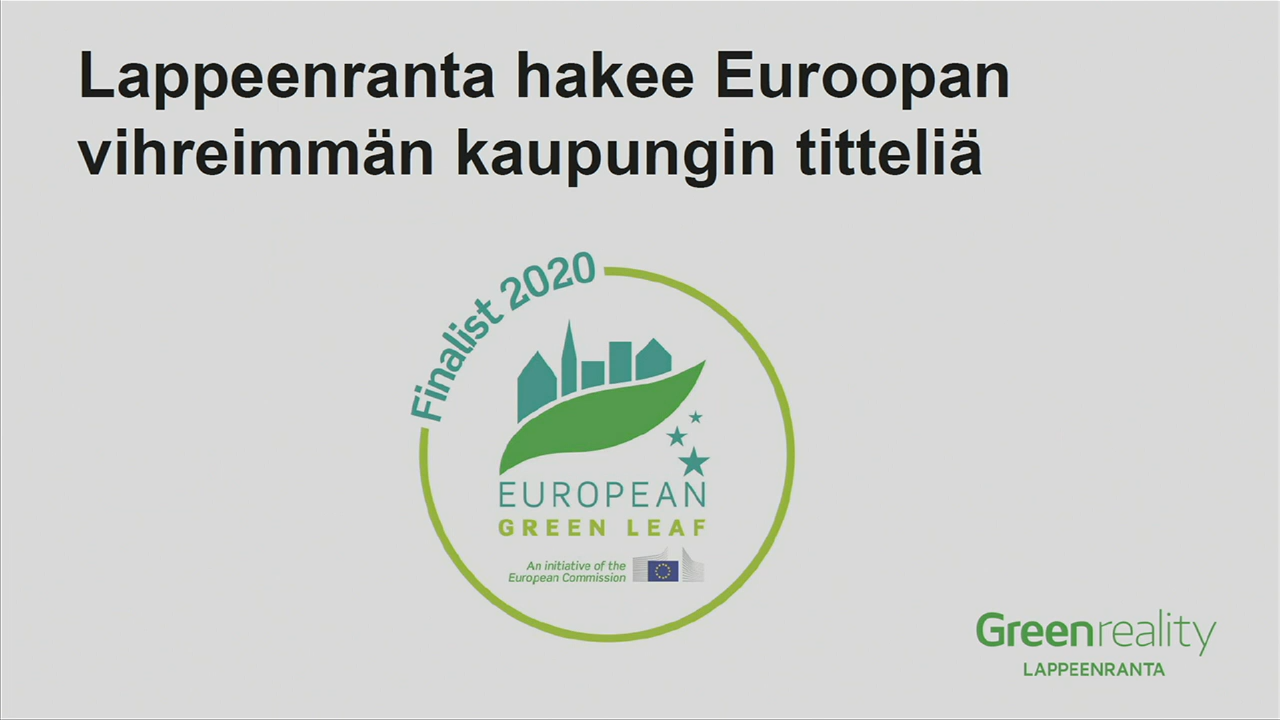 Lappeenranta hakee Euroopan
vihreimmän kaupungin titteliä
Finalist 2020
EUROPEAN
GREEN LEAF
An initiative of the
European Commission
Greenreality
LAPPEENRANTA